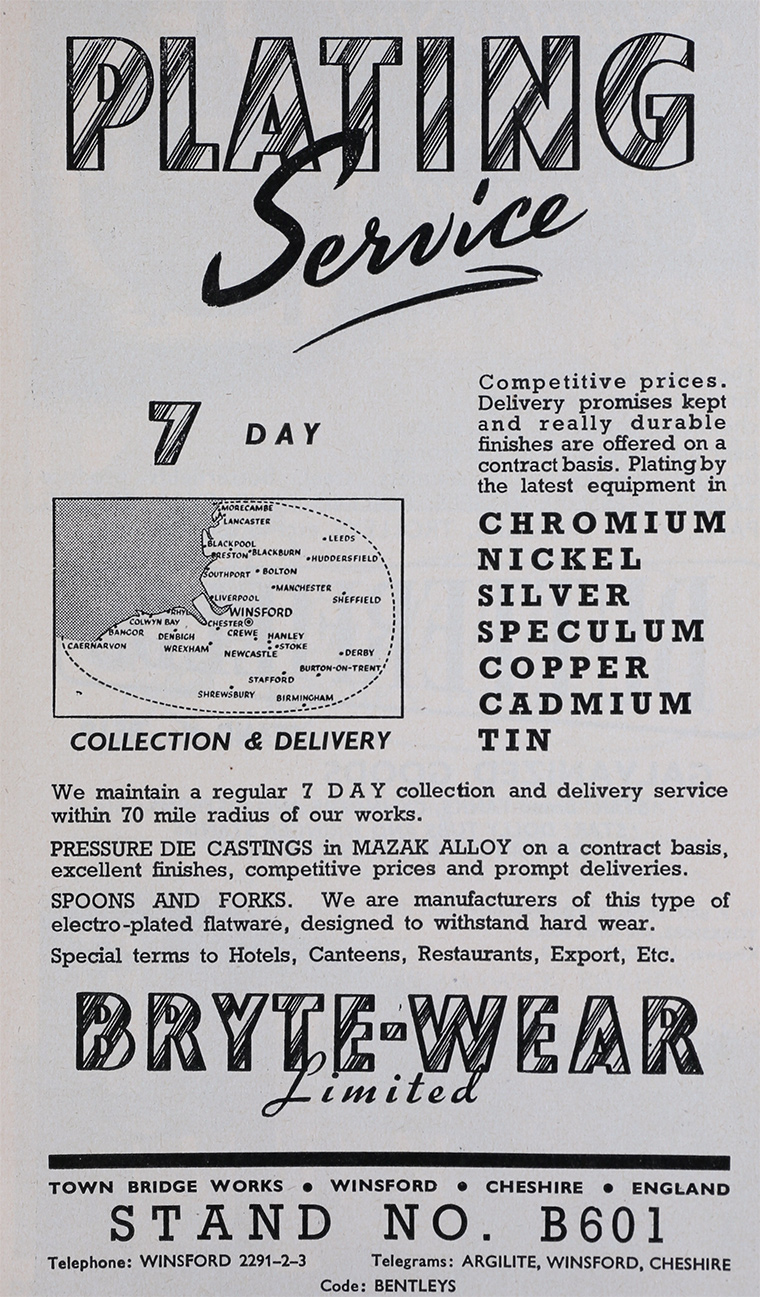 PLATING
Service
7 DAY
MORECAMBE
LANCASTER
BLACKPOOL
LEEDS
PRESTON
BLACKBURN
HUDDERSFIELD
SOUTHPORT
BOLTON
MANCHESTER
LIVERPOOL
SHEFFIELD
RHYL
WINSFORD
COLWYN BAY
CHESTER
BANGOR
DENBIGH
CREWE
HANLEY
CAERNARVON
WREXHAM
STOKE
NEWCASTLE
DERBY
BURTON-ON-TRENT
STAFFORD
SHREWSBURY
BIRMINGHAM
COLLECTION & DELIVERY
Competitive prices.
Delivery promises kept
and really durable
finishes are offered on a
contract basis. Plating by
the latest equipment in
CHROMIUM
NICKEL
SILVER
SPECULUM
COPPER
CADMIUM
TIN
We maintain a regular 7 DAY collection and delivery service
within 70 mile radius of our works.
PRESSURE DIE CASTINGS in MAZAK ALLOY on a contract basis,
excellent finishes, competitive prices and prompt deliveries.
SPOONS AND FORKS. We are manufacturers of this type of
electro-plated flatware, designed to withstand hard wear.
Special terms to Hotels, Canteens, Restaurants, Export, Etc.
BRYTE-WEAR
Limited
TOWN BRIDGE WORKS • WINSFORD • CHESHIRE • ENGLAND
STAND NO. B601
Telephone: WINSFORD 2291-2-3 Telegrams: ARGILITE, WINSFORD, CHESHIRE
Code: BENTLEYS